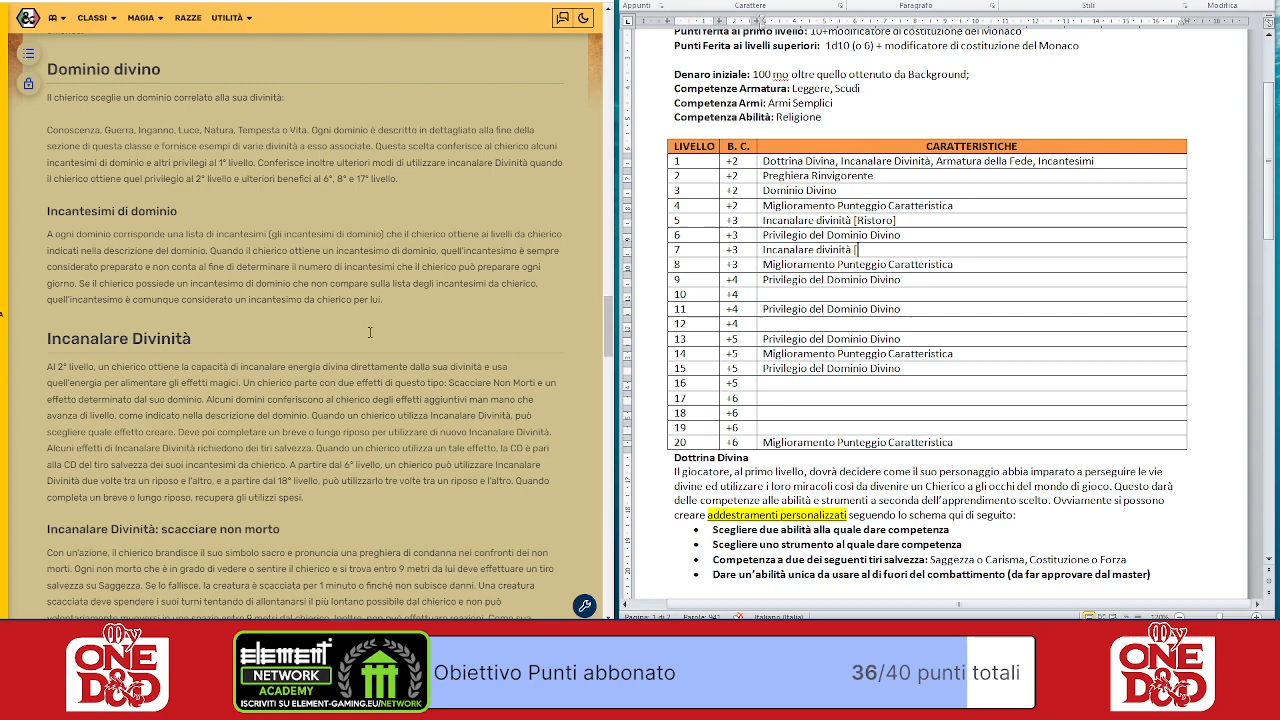 CLASSI MAGIA RAZZE UTILITÀ
Dominio divino
Il chierico sceglie un dominio correlato alla sua divinità:
Conoscenza, Guerra, Inganno, Luce, Natura, Tempesta o Vita. Ogni dominio è descritto in dettagliato alla fine della
sezione di questa classe e fornisce esempi di varie divinità a esso associate. Questa scelta conferisce al chierico alcuni
incantesimi di dominio e altri privilegi al 1° livello. Conferisce inoltre ulteriori modi di utilizzare incanalare Divinità quando
il chierico ottiene quel privilegio al 2° livello e ulteriori benefici al 6°, 8° e 17° livello.
Incantesimi di dominio
A ogni dominio corrisponde una lista di incantesimi (gli incantesimi di dominio) che il chierico ottiene ai livelli da chierico
indicati nella descrizione del dominio. Quando il chierico ottiene un incantesimo di dominio, quell'incantesimo è sempre
considerato preparato e non conta al fine di determinare il numero di incantesimi che il chierico può preparare ogni
giorno. Se il chierico possiede un incantesimo di dominio che non compare sulla lista degli incantesimi da chierico,
quell'incantesimo è comunque considerato un incantesimo da chierico per lui.
Incanalare Divinità
Al 2° livello, un chierico ottiene la capacità di incanalare energia divina direttamente dalla sua divinità e usa
quell'energia per alimentare gli effetti magici. Un chierico parte con due effetti di questo tipo: Scacciare Non Morti e un
effetto determinato dal suo dominio. Alcuni domini conferiscono al chierico degli effetti aggiuntivi man mano che
avanza di livello, come indicato nella descrizione del dominio. Quando un chierico utilizza Incanalare Divinità, può
scegliere quale effetto creare. Deve poi completare un breve o lungo riposo per utilizzare di nuovo Incanalare Divinità.
Alcuni effetti di Incanalare Divinità richiedono dei tiri salvezza. Quando un chierico utilizza un tale effetto, la CD è pari
alla CD del tiro salvezza dei suoi incantesimi da chierico. A partire dal 6° livello, un chierico può utilizzare Incanalare
Divinità due volte tra un riposo e l'altro, e a partire dal 18° livello, può utilizzarlo tre volte tra un riposo e l'altro. Quando
completa un breve o lungo riposo, recupera gli utilizzi spesi.
Incanalare Divinità: scacciare non morto
Con un'azione, il chierico brandisce il suo simbolo sacro e pronuncia una preghiera di condanna nei confronti dei non
morti. Ogni non morto che è in grado di vedere o sentire il chierico e si trova entro 9 metri da lui deve effettuare un tiro
salvezza su Saggezza. Se lo fallisce, la creatura è scacciata per 1 minuto o finché non subisce danni. Una creatura
scacciata deve spendere i suoi turni tentando di allontanarsi il più lontano possibile dal chierico e non può
Appunti Carattere Paragrafo Stili Modifica
Punti ferita al primo livello: 10+modificatore di costituzione del Monaco
Punti Ferita ai livelli superiori: 1d10 (o 6) + modificatore di costituzione del Monaco
Denaro iniziale: 100 mo oltre quello ottenuto da Background;
Competenze Armatura: Leggere, Scudi
Competenza Armi: Armi Semplici
Competenza Abilità: Religione
LIVELLO B. C. CARATTERISTICHE
1 +2 Dottrina Divina, Incanalare Divinità, Armatura della Fede, Incantesimi
2 +2 Preghiera Rinvigorente
3 +2 Dominio Divino
4 +2 Miglioramento Punteggio Caratteristica
5 +3 Incanalare divinità [Ristoro]
6 +3 Privilegio del Dominio Divino
7 +3 Incanalare divinità [
8 +3 Miglioramento Punteggio Caratteristica
9 +4 Privilegio del Dominio Divino
10 +4
11 +4 Privilegio del Dominio Divino
12 +4
13 +5 Privilegio del Dominio Divino
14 +5 Miglioramento Punteggio Caratteristica
15 +5 Privilegio del Dominio Divino
16 +5
17 +6
18 +6
19 +6
20 +6 Miglioramento Punteggio Caratteristica
Dottrina Divina
Il giocatore, al primo livello, dovrà decidere come il suo personaggio abbia imparato a perseguire le vie
divine ed utilizzare i loro miracoli così da divenire un Chierico a gli occhi del mondo di gioco. Questo darà
delle competenze alle abilità e strumenti a seconda dell'apprendimento scelto. Ovviamente si possono
creare addestramenti personalizzati seguendo lo schema qui di seguito:
• Scegliere due abilità alla quale dare competenza
• Scegliere uno strumento al quale dare competenza
• Competenza a due dei seguenti tiri salvezza: Saggezza o Carisma, Costituzione o Forza
• Dare un'abilità unica da usare al di fuori del combattimento (da far approvare dal master)
My ONE D&D
element NETWORK ACADEMY
ISCRIVITI SU ELEMENT-GAMING.EU/NETWORK
Obiettivo Punti abbonato 36/40 punti totali
My ONE D&D